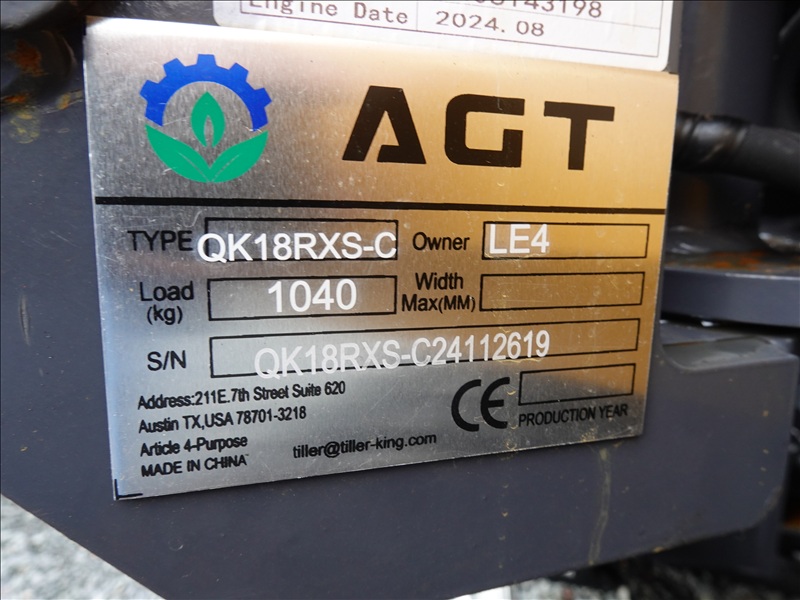 Engine Date 2024.08
AGT
TYPE QK18RXS-C Owner LE4
Load (kg) 1040 Width Max(MM)
S/N QK18RXS-C24112619
Address:211E.7th Street Suite 620
Austin TX,USA 78701-3218
Article 4-Purpose
MADE IN CHINA
tiller@tiller-king.com
CE
PRODUCTION YEAR